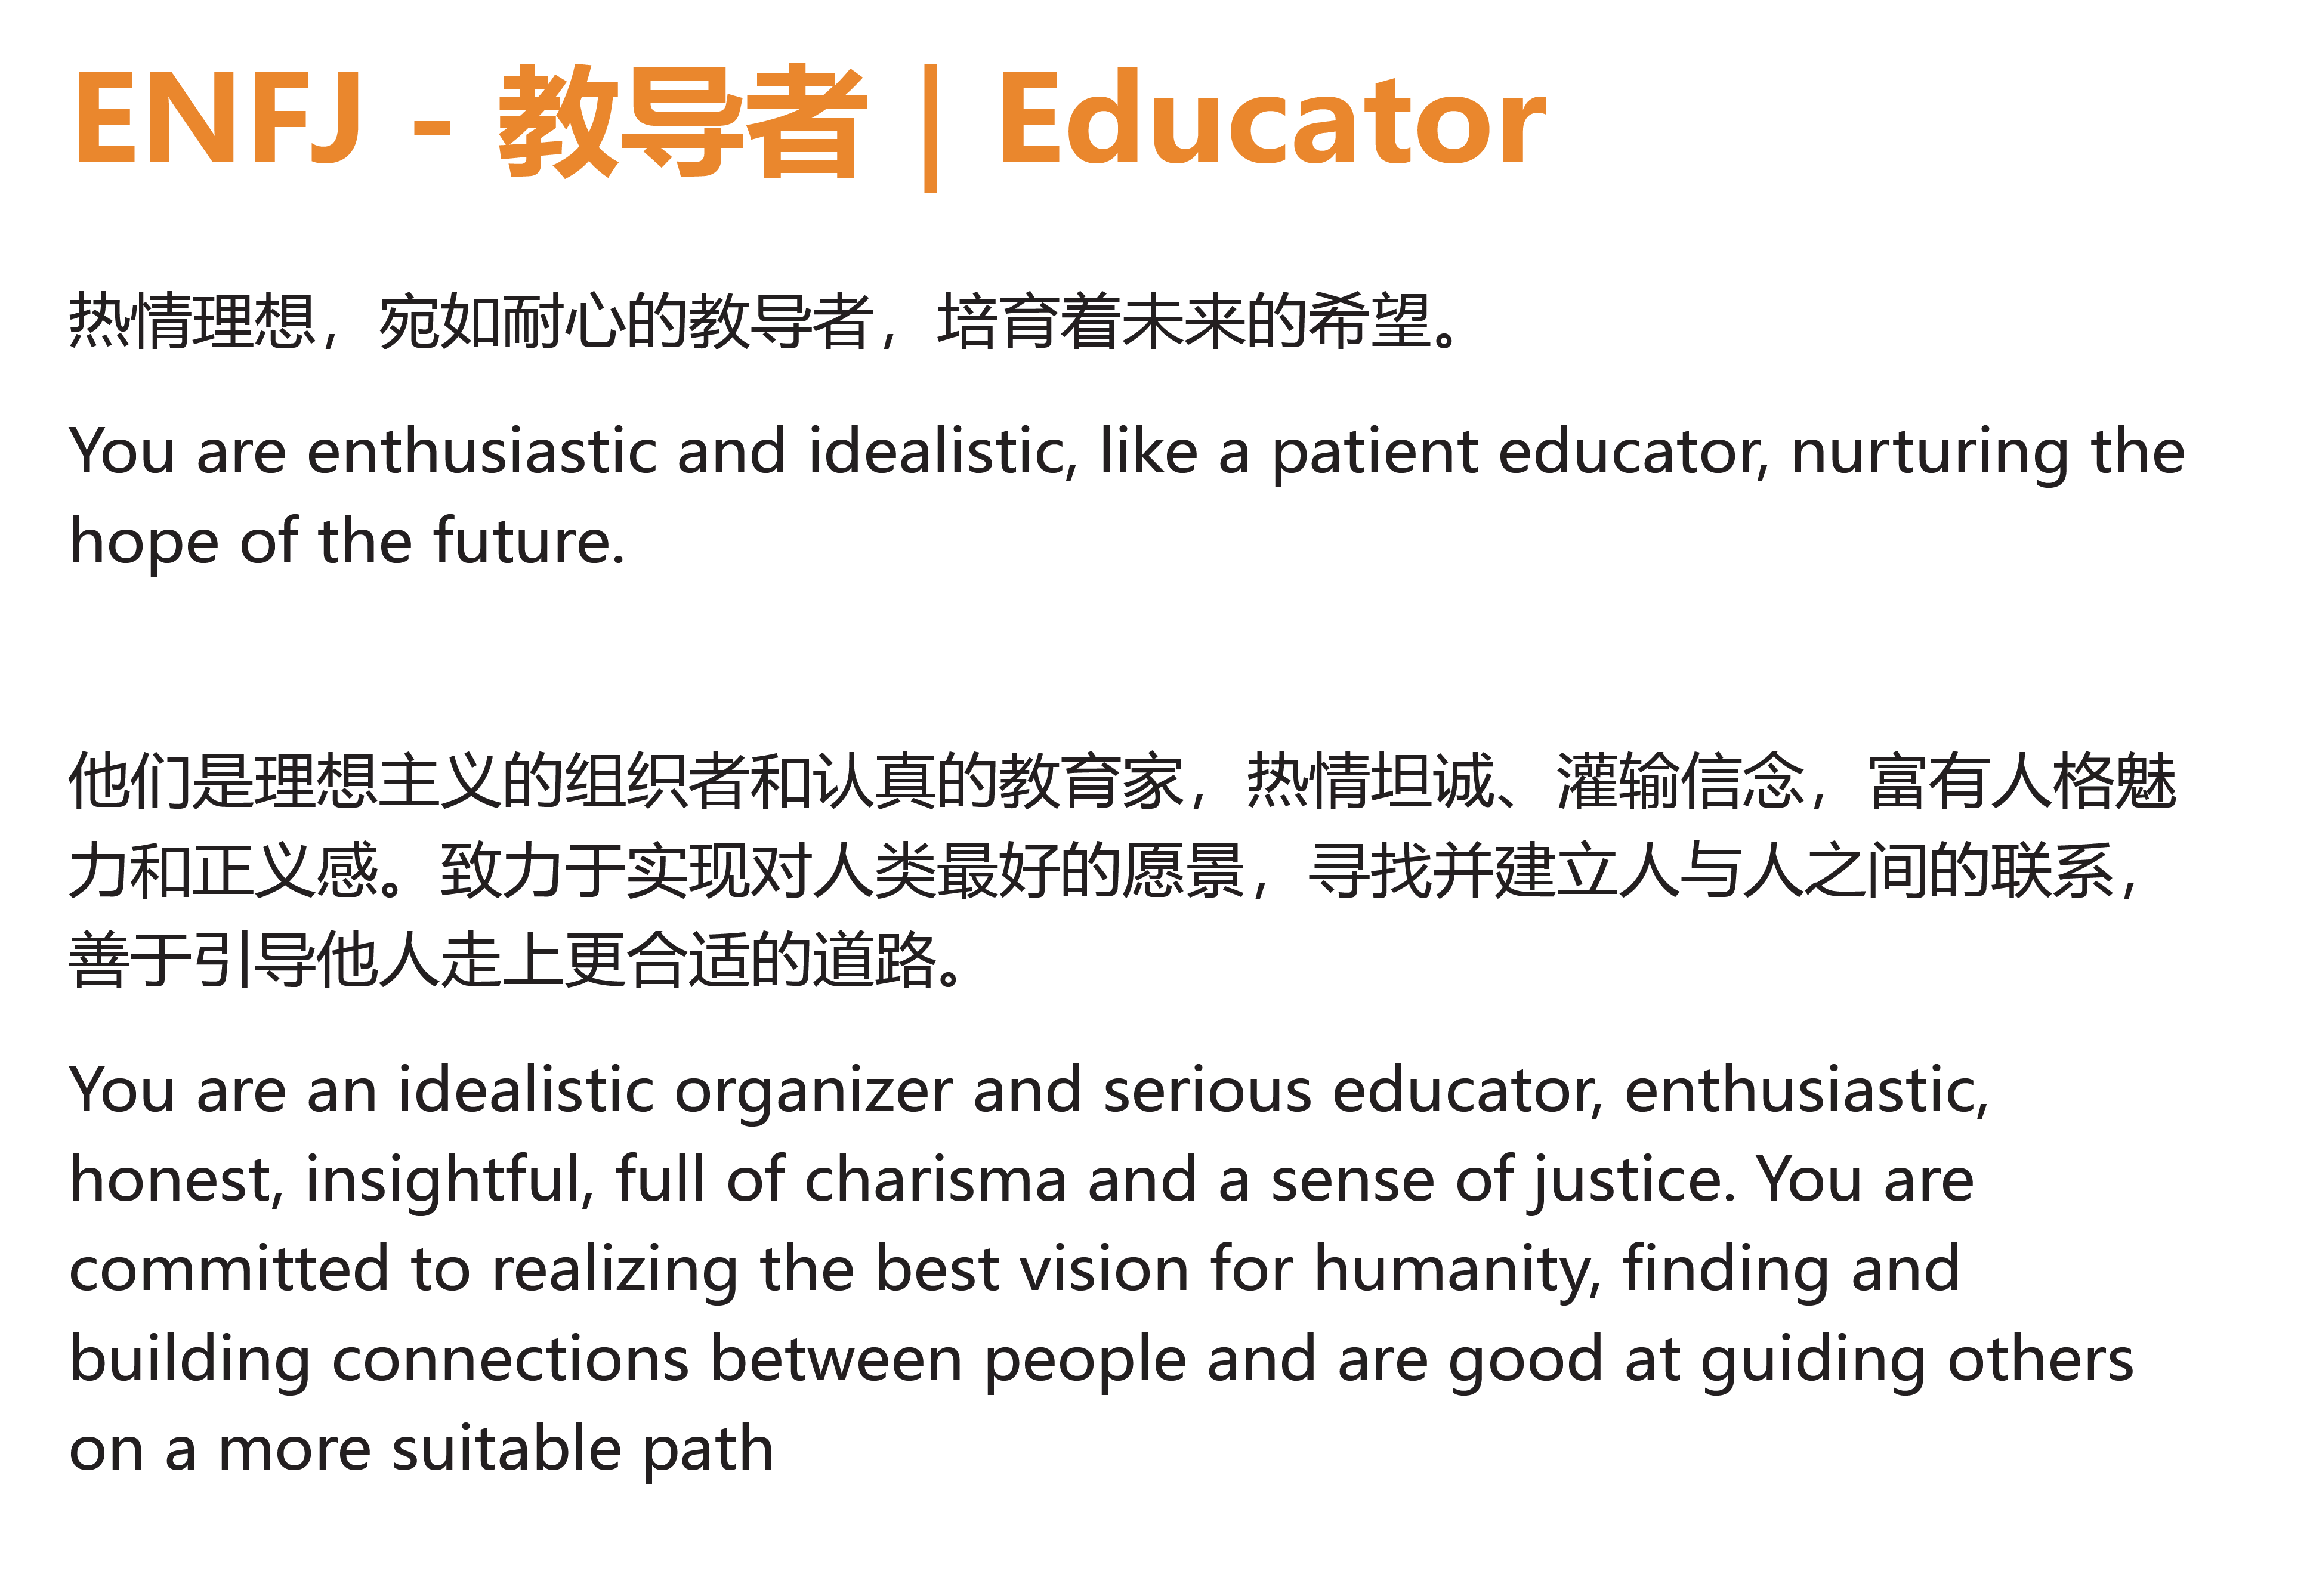 ENFJ - 教导者 | Educator
热情理想，宛如耐心的教导者，培育着未来的希望。
You are enthusiastic and idealistic, like a patient educator, nurturing the
hope of the future.
他们是理想主义的组织者和认真的教育家，热情坦诚、灌输信念，富有人格魅
力和正义感。致力于实现对人类最好的愿景，寻找并建立人与人之间的联系，
善于引导他人走上更合适的道路。
You are an idealistic organizer and serious educator, enthusiastic,
honest, insightful, full of charisma and a sense of justice. You are
committed to realizing the best vision for humanity, finding and
building connections between people and are good at guiding others
on a more suitable path